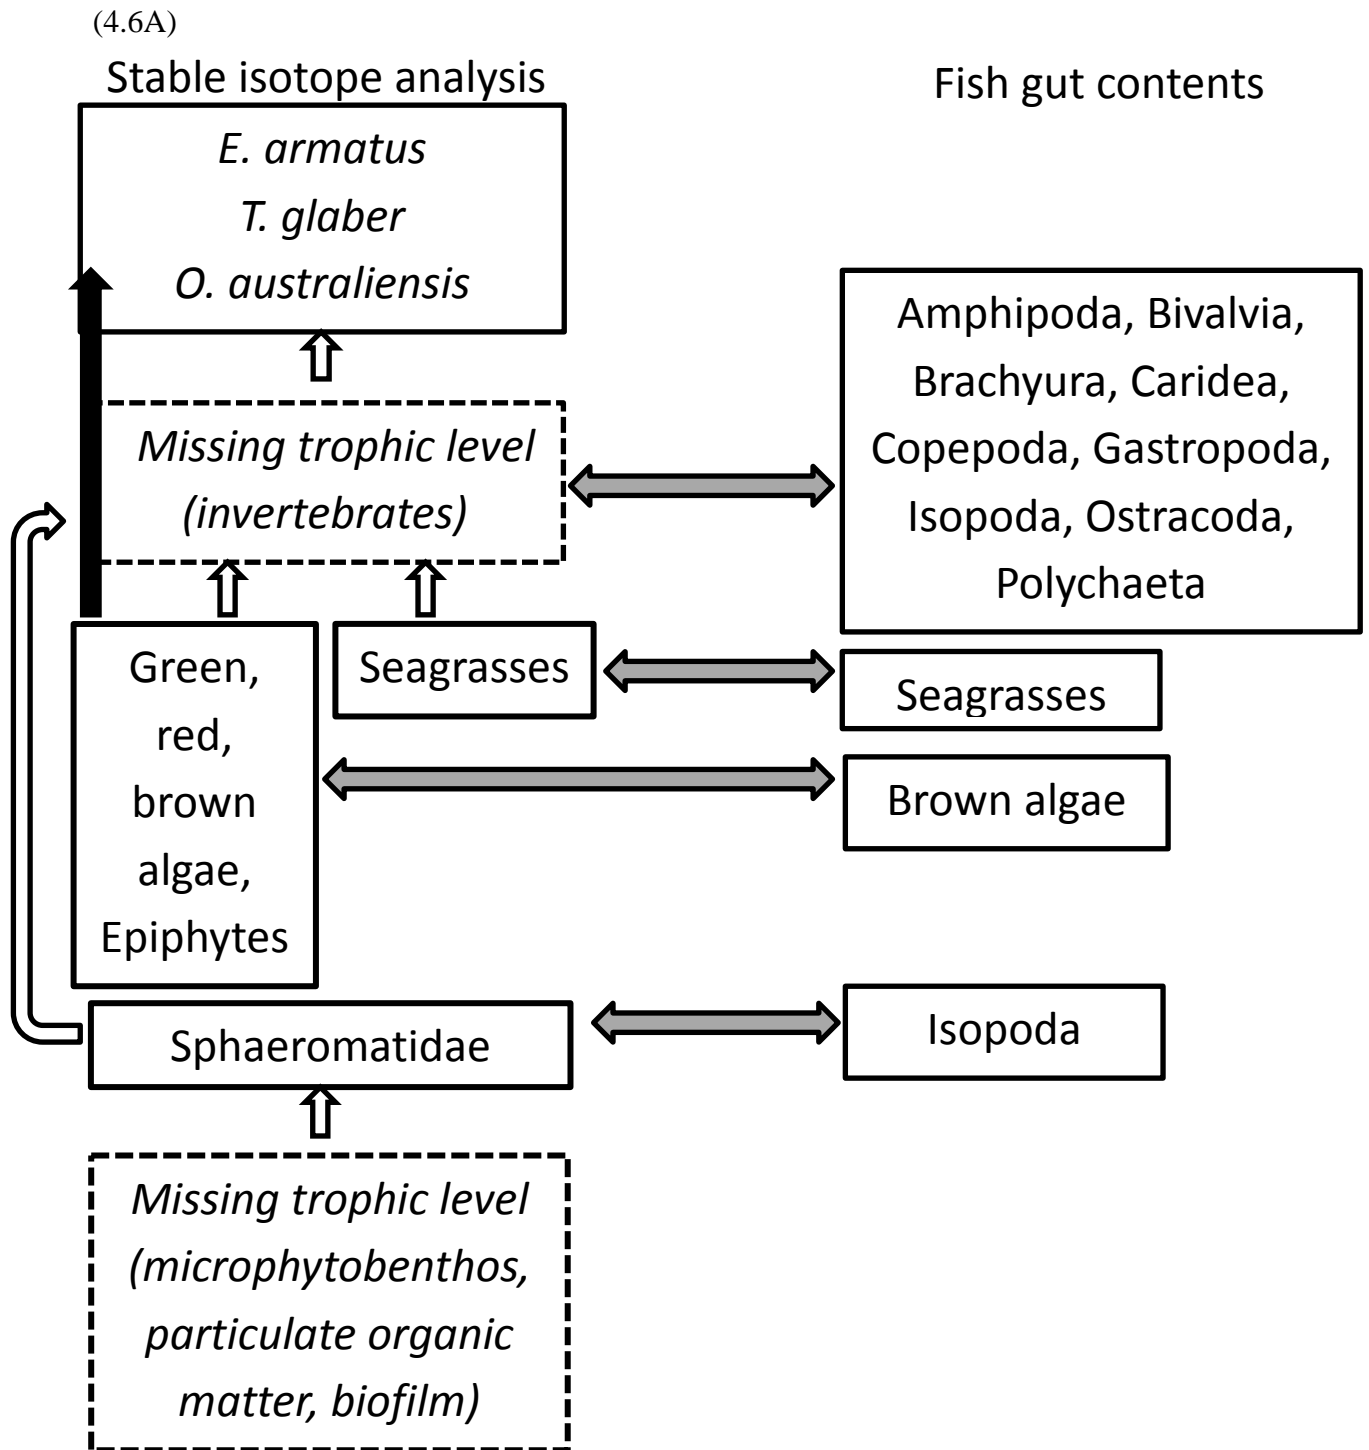 (4.6A)
Stable isotope analysis
Fish gut contents
E. armatus
T. glaber
O. australiensis
Amphipoda, Bivalvia,
Brachyura, Caridea,
Copepoda, Gastropoda,
Isopoda, Ostracoda,
Polychaeta
Missing trophic level
(invertebrates)
Green,
red,
brown
algae,
Epiphytes
Seagrasses
Seagrasses
Brown algae
Sphaeromatidae
Isopoda
Missing trophic level
(microphytobenthos,
particulate organic
matter, biofilm)